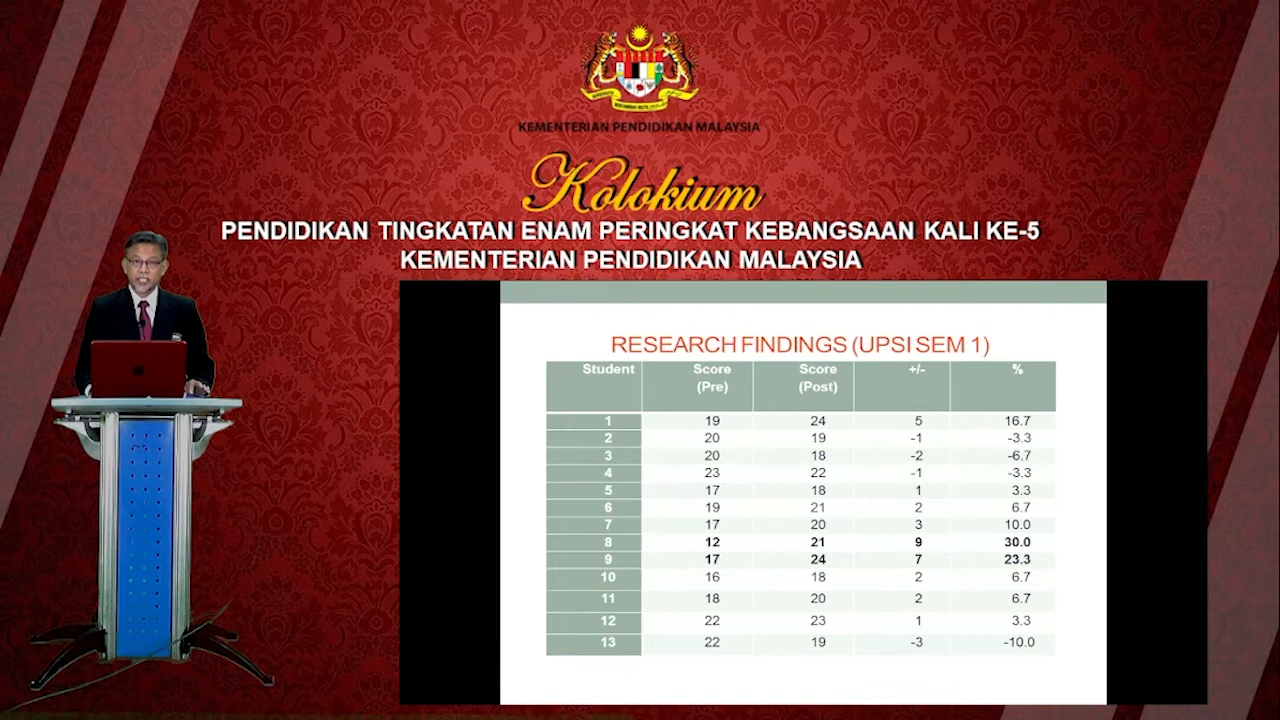 KEMENTERIAN PENDIDIKAN MALAYSIA
Kolokium
PENDIDIKAN TINGKATAN ENAM PERINGKAT KEBANGSAAN KALI KE-5
KEMENTERIAN PENDIDIKAN MALAYSIA
RESEARCH FINDINGS (UPSI SEM 1)
Student Score (Pre) Score (Post) +/- %
1 19 24 5 16.7
2 20 19 -1 -3.3
3 20 18 -2 -6.7
4 23 22 -1 -3.3
5 17 18 1 3.3
6 19 21 2 6.7
7 17 20 3 10.0
8 12 21 9 30.0
9 17 24 7 23.3
10 16 18 2 6.7
11 18 20 2 6.7
12 22 23 1 3.3
13 22 19 -3 -10.0